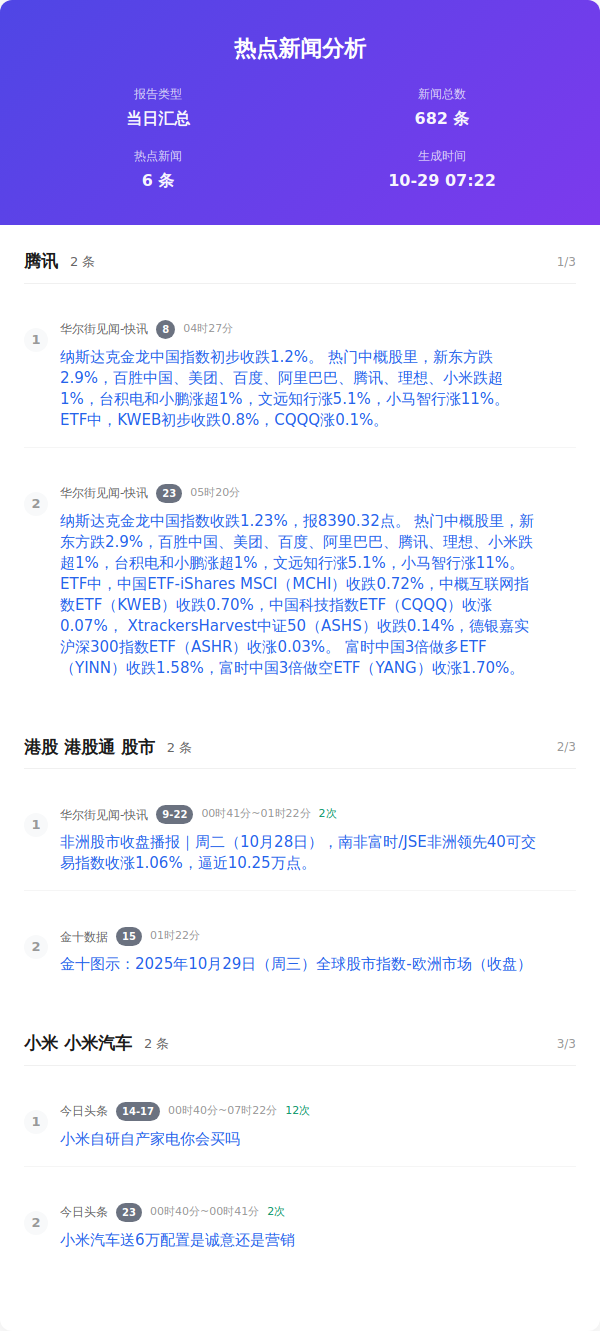 热点新闻分析
报告类型
新闻总数
当日汇总
682 条
热点新闻
生成时间
6 条
10-29 07:22
腾讯 2 条 1/3
1
华尔街见闻-快讯 8 04时27分
纳斯达克金龙中国指数初步收跌1.2%。 热门中概股里，新东方跌
2.9%，百胜中国、美团、百度、阿里巴巴、腾讯、理想、小米跌超
1%，台积电和小鹏涨超1%，文远知行涨5.1%，小马智行涨11%。
ETF中，KWEB初步收跌0.8%，CQQQ涨0.1%。
2
华尔街见闻-快讯 23 05时20分
纳斯达克金龙中国指数收跌1.23%，报8390.32点。 热门中概股里，新
东方跌2.9%，百胜中国、美团、百度、阿里巴巴、腾讯、理想、小米跌
超1%，台积电和小鹏涨超1%，文远知行涨5.1%，小马智行涨11%。
ETF中，中国ETF-iShares MSCI（MCHI）收跌0.72%，中概互联网指
数ETF（KWEB）收跌0.70%，中国科技指数ETF（CQQQ）收涨
0.07%， XtrackersHarvest中证50（ASHS）收跌0.14%，德银嘉实
沪深300指数ETF（ASHR）收涨0.03%。 富时中国3倍做多ETF
（YINN）收跌1.58%，富时中国3倍做空ETF（YANG）收涨1.70%。
港股 港股通 股市 2 条 2/3
1
华尔街见闻-快讯 9-22 00时41分~01时22分 2次
非洲股市收盘播报｜周二（10月28日），南非富时/JSE非洲领先40可交
易指数收涨1.06%，逼近10.25万点。
2
金十数据 15 01时22分
金十图示：2025年10月29日（周三）全球股市指数-欧洲市场（收盘）
小米 小米汽车 2 条 3/3
1
今日头条 14-17 00时40分~07时22分 12次
小米自研自产家电你会买吗
2
今日头条 23 00时40分~00时41分 2次
小米汽车送6万配置是诚意还是营销